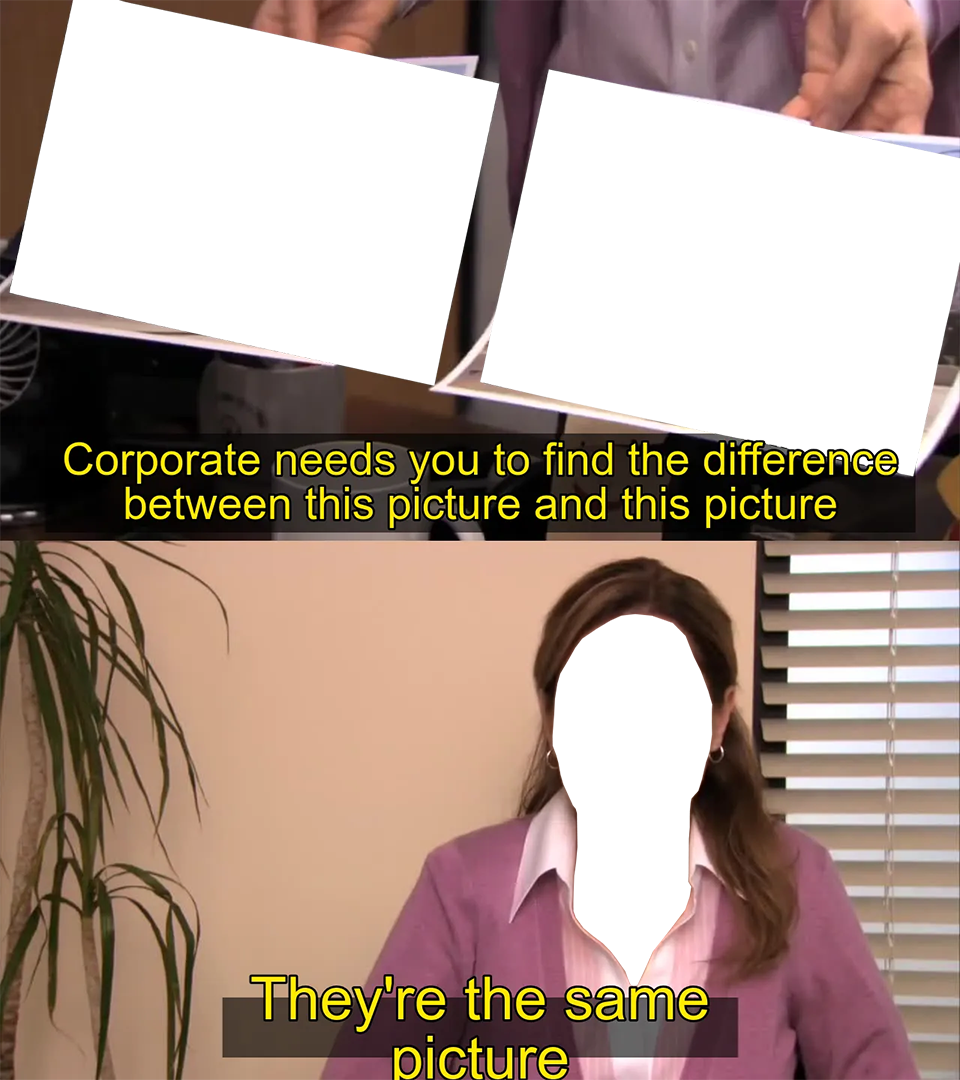 Corporate needs you to find the difference
between this picture and this picture
They're the same
picture